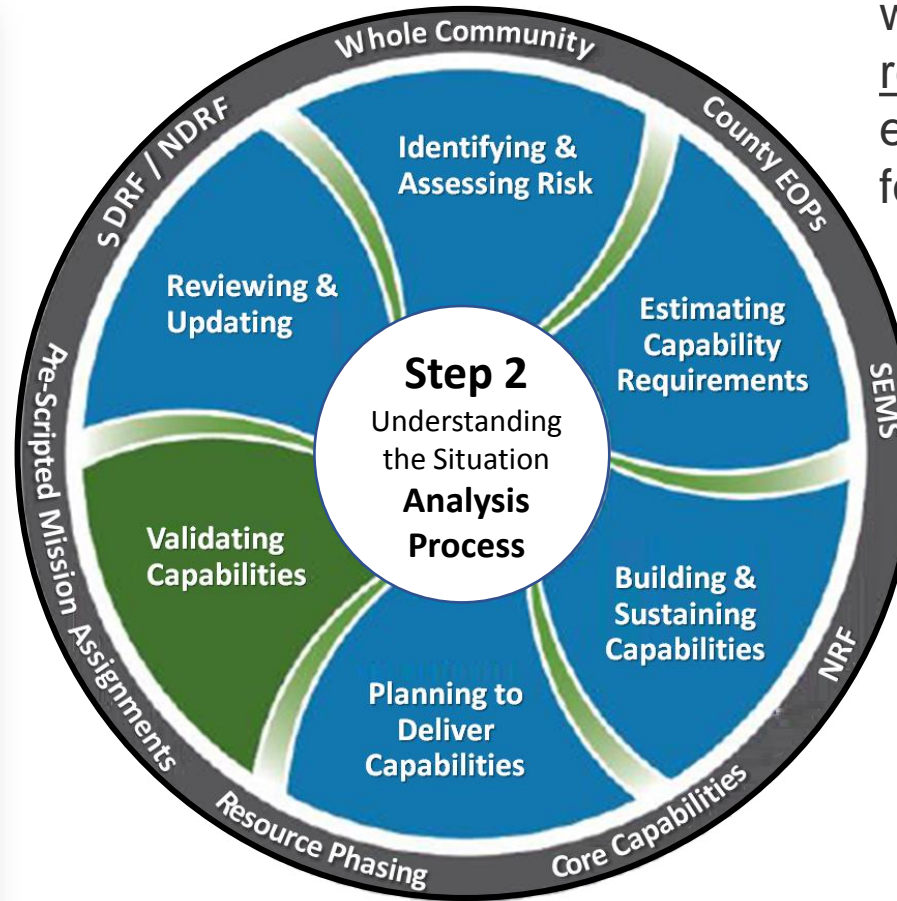 Whole Community
County EOPs
SEMS
NRF
Core Capabilities
Resource Phasing
Pre-Scripted Mission Assignments
SDRF / NDRF
Identifying &
Assessing Risk
Estimating
Capability
Requirements
Building &
Sustaining
Capabilities
Planning to
Deliver
Capabilities
Validating
Capabilities
Reviewing &
Updating
Step 2
Understanding
the Situation
Analysis
Process